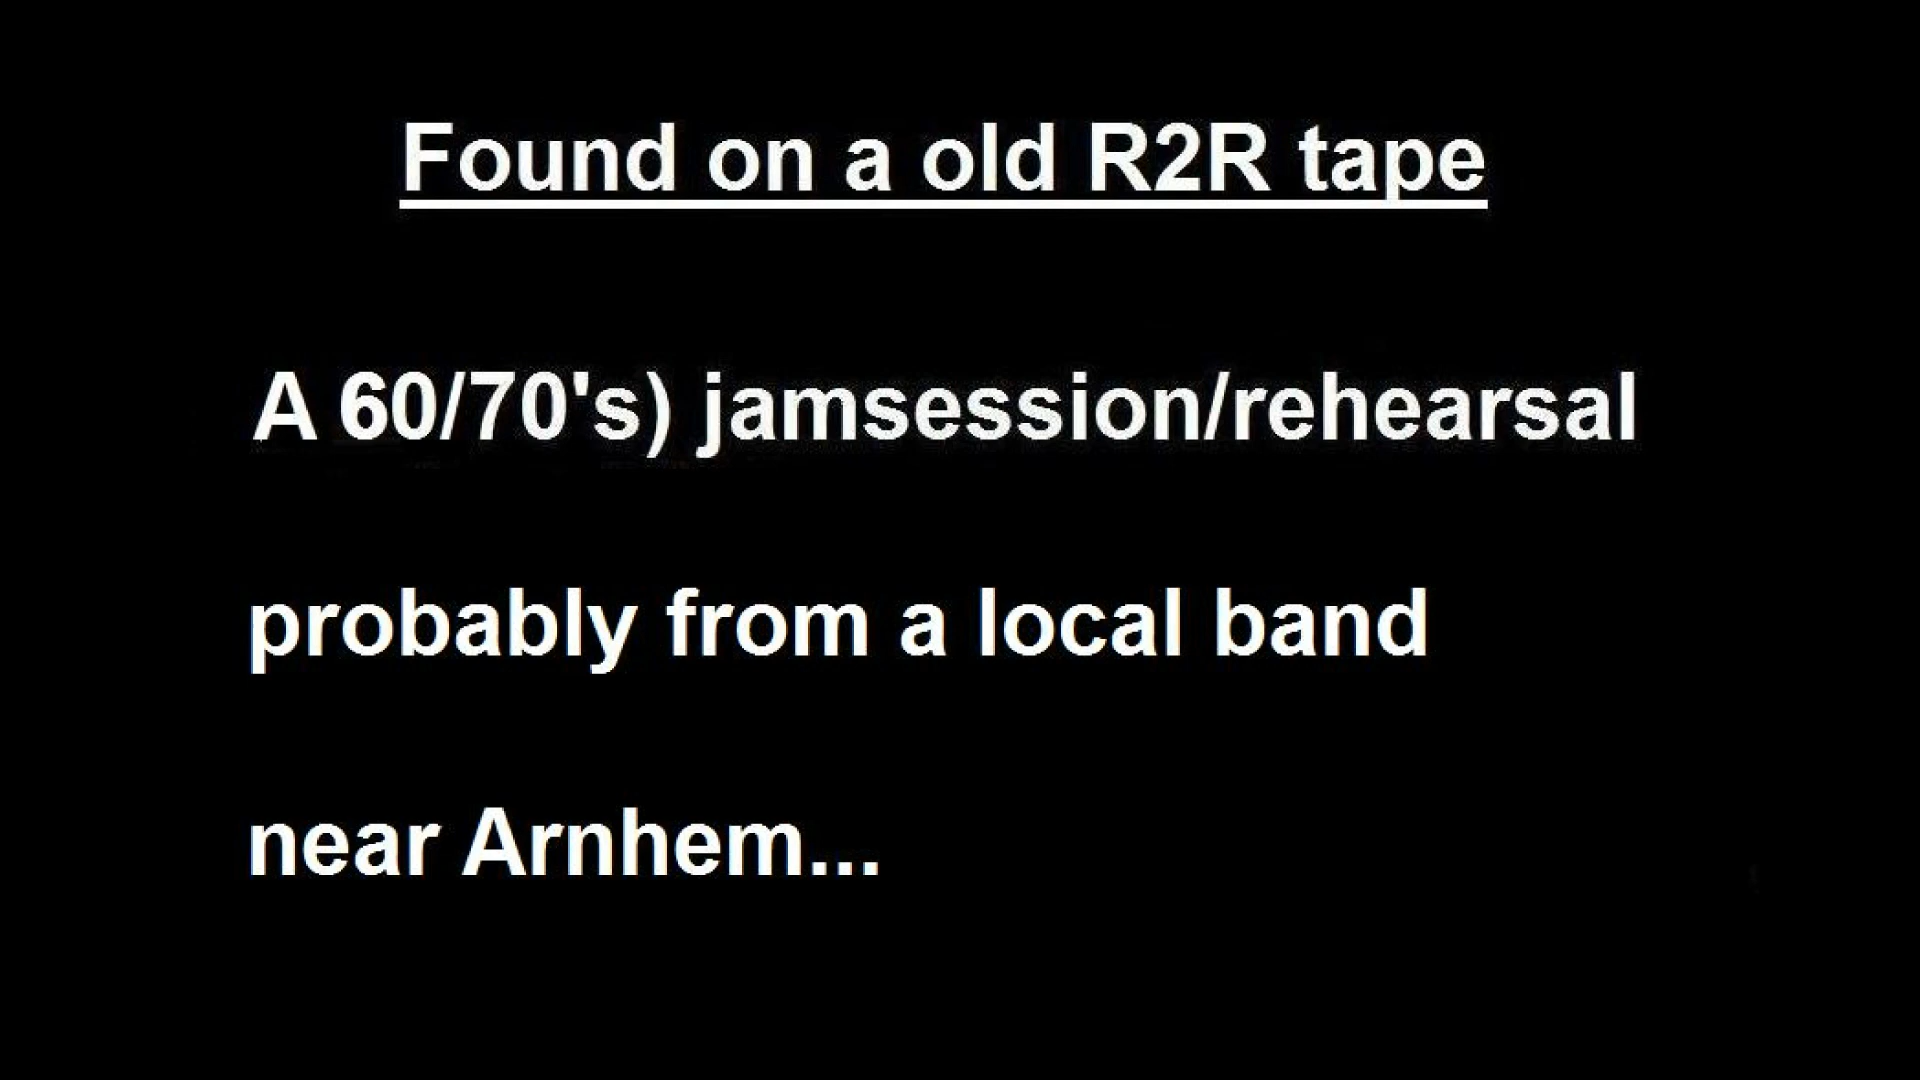 Found on a old R2R tape
A 60/70's) jamsession/rehearsal
probably from a local band
near Arnhem...